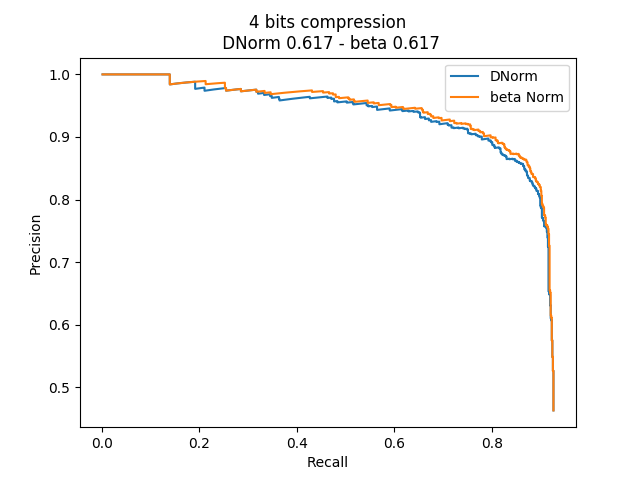 4 bits compression
DNorm 0.617 - beta 0.617
DNorm
beta Norm
1.0
0.9
0.8
0.7
0.6
0.5
Precision
0.0 0.2 0.4 0.6 0.8
Recall